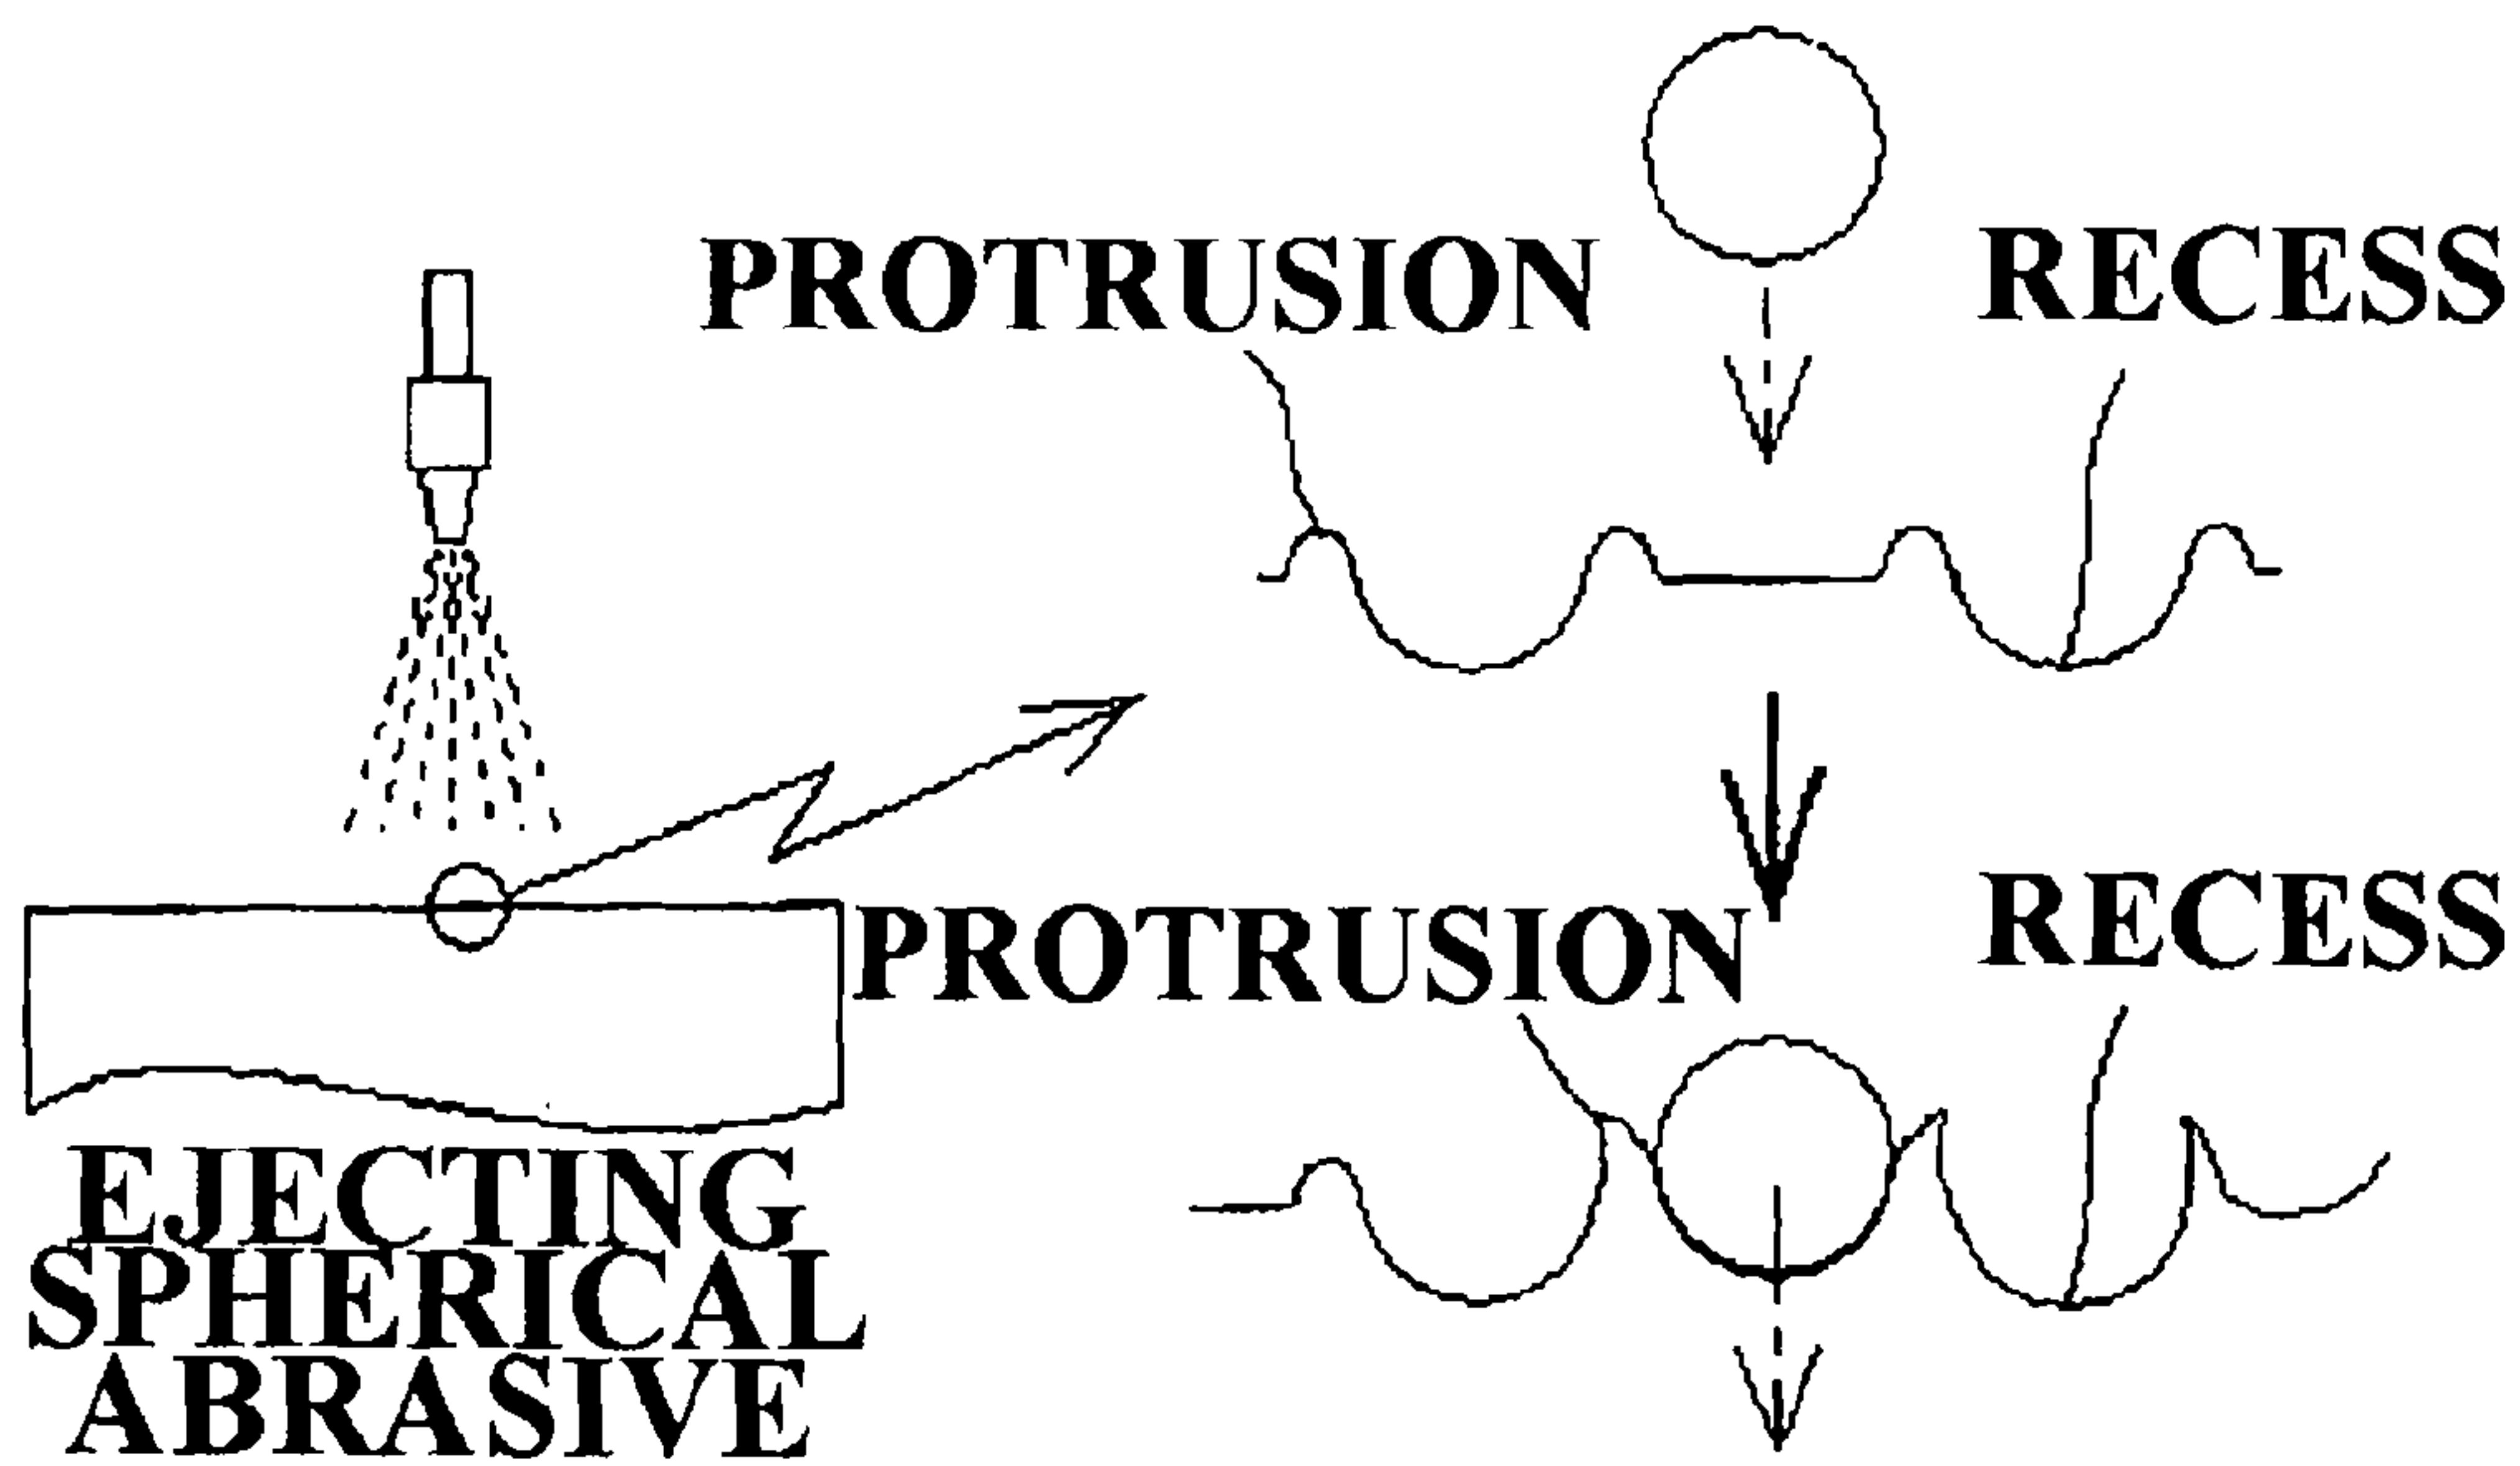 PROTRUSION
RECESS
PROTRUSION
RECESS
EJECTING
SPHERICAL
ABRASIVE